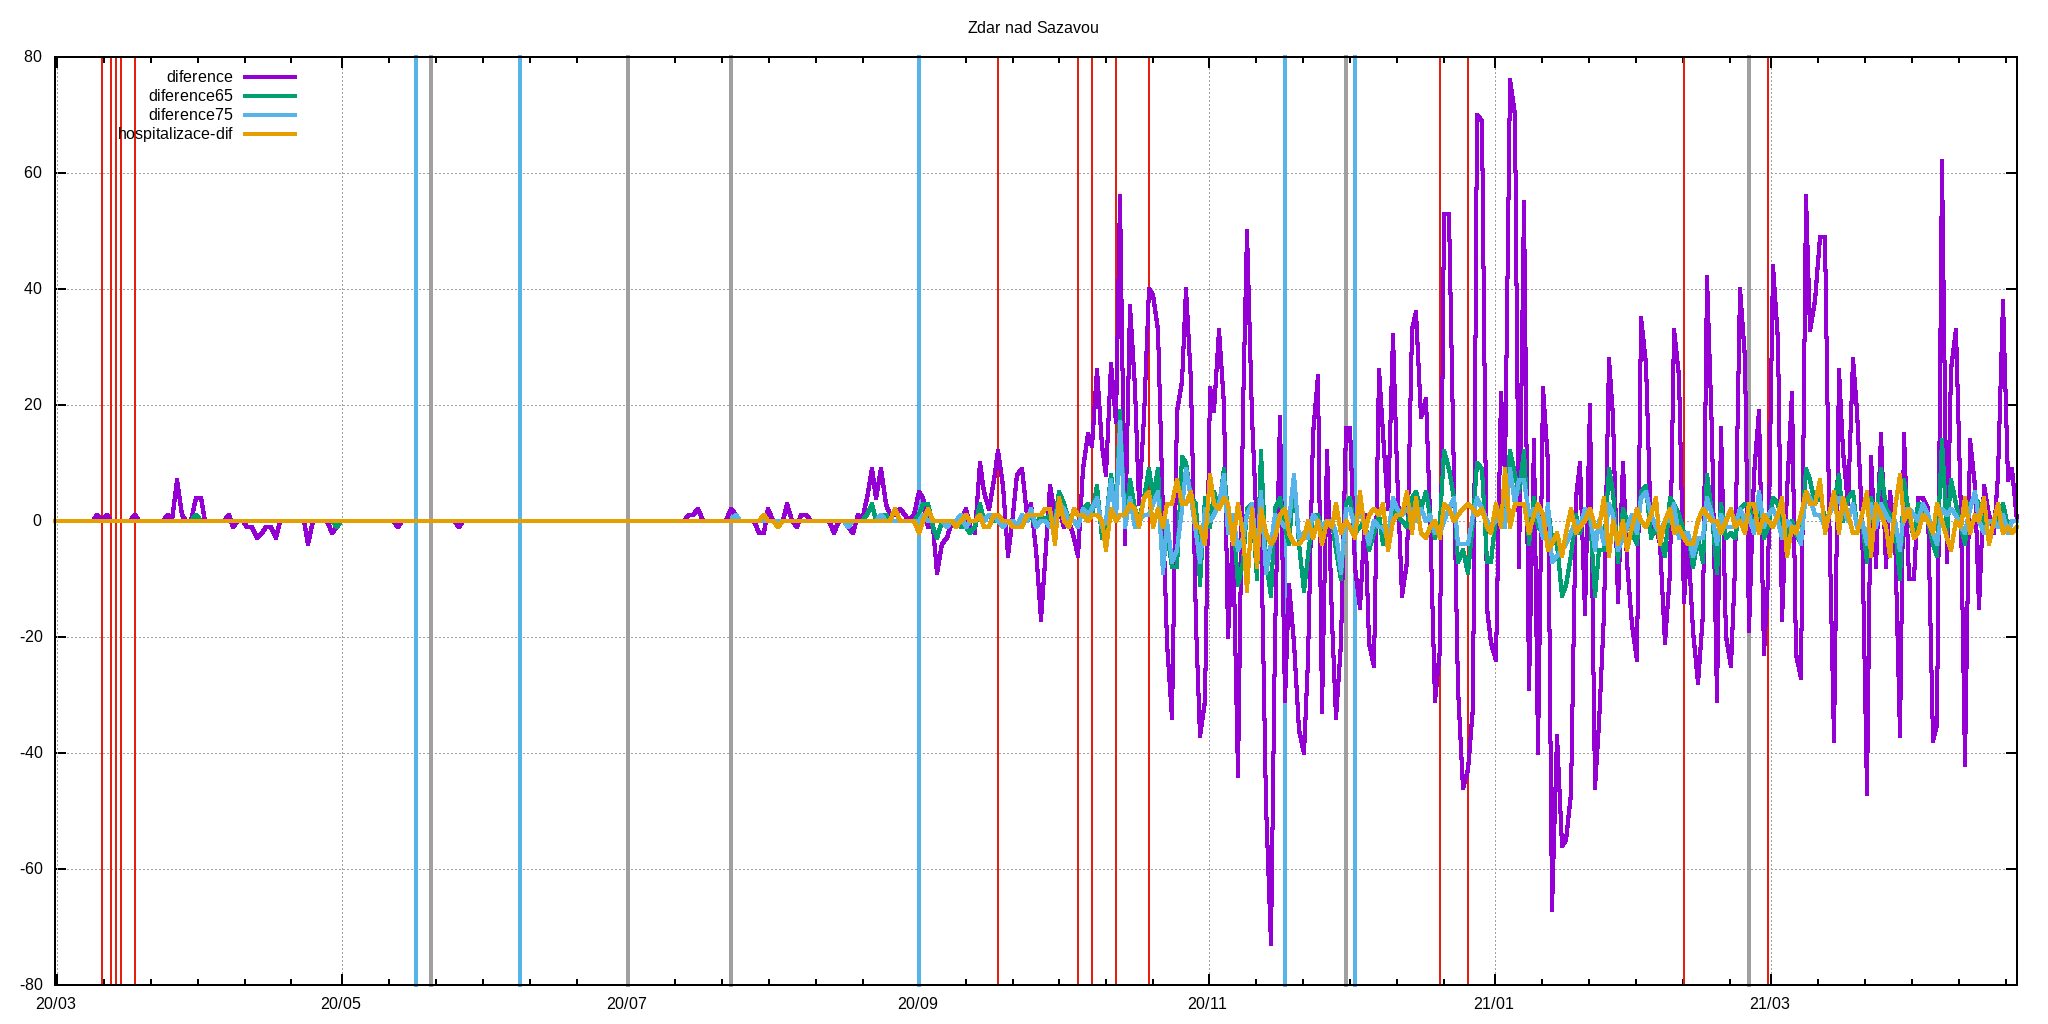 Zdar nad Sazavou
80
60
40
20
0
-20
-40
-60
-80
diference
diference65
diference75
hospitalizace-dif
20/03 20/05 20/07 20/09 20/11 21/01 21/03